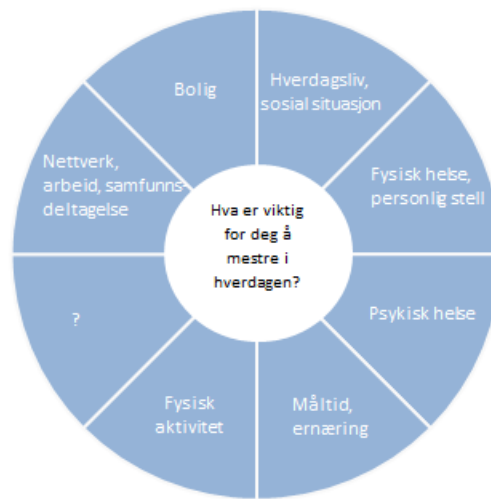 Bolig
Hverdagsliv,
sosial situasjon
Nettverk,
arbeid, samfunns-
deltagelse
Fysisk helse,
personlig stell
Hva er viktig
for deg å
mestre i
hverdagen?
?
Psykisk helse
Fysisk
aktivitet
Måltid,
ernæring